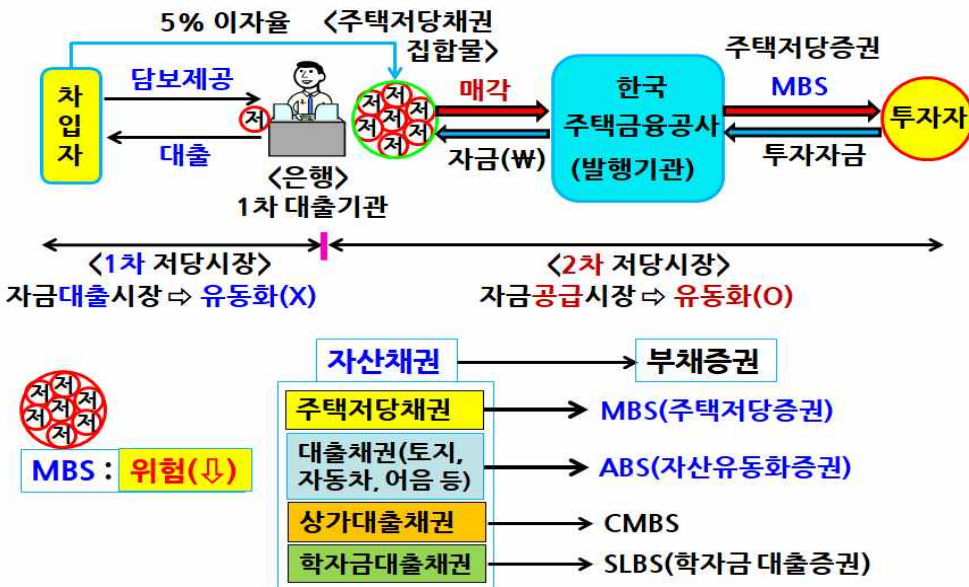 5% 이자율
<주택저당채권
집합물>
차
입
자
담보제공
대출
저
<은행>
1차 대출기관
저
저
저
저
저
저
저
매각
자금(₩)
한국
주택금융공사
(발행기관)
주택저당증권
MBS
투자자금
투자자
<1차 저당시장>
자금대출시장 ⇨ 유동화(X)
<2차 저당시장>
자금공급시장 ⇨ 유동화(O)
저
저
저
저
저
저
저
MBS : 위험(⇩)
자산채권
부채증권
주택저당채권
MBS(주택저당증권)
대출채권(토지,
자동차, 어음 등)
ABS(자산유동화증권)
상가대출채권
CMBS
학자금대출채권
SLBS(학자금 대출증권)